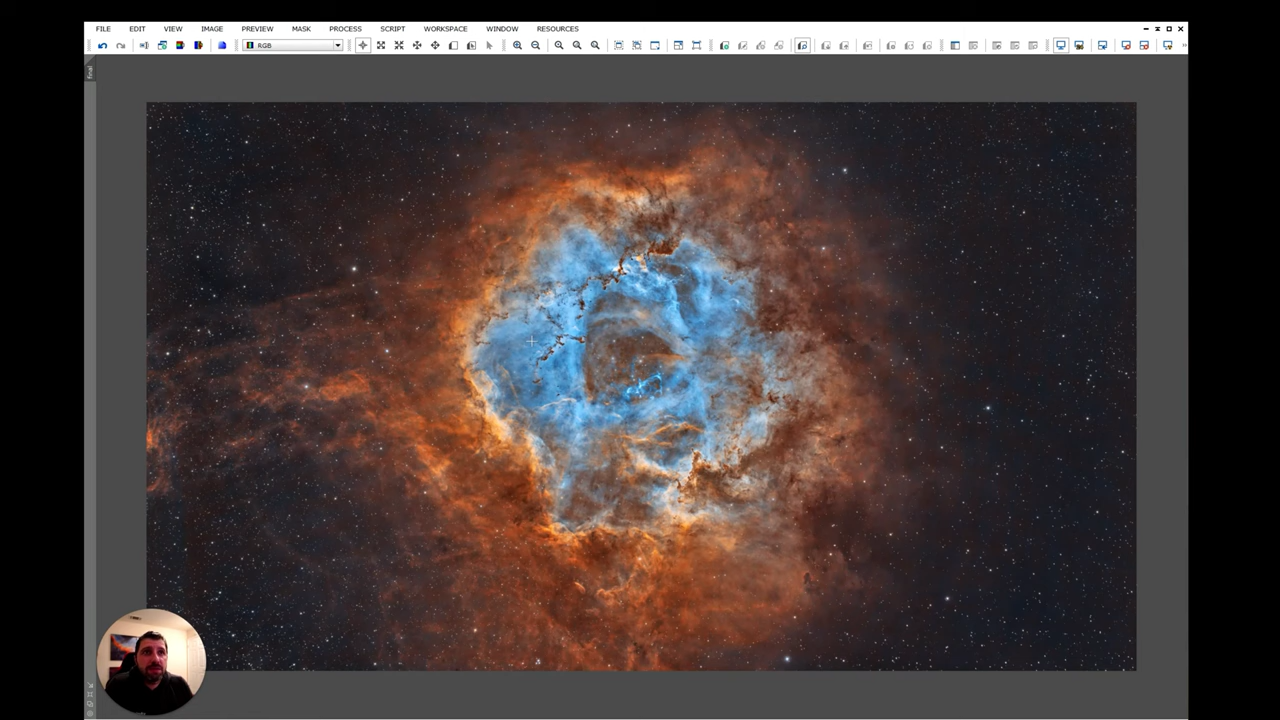 FILE EDIT VIEW IMAGE PREVIEW MASK PROCESS SCRIPT WORKSPACE WINDOW RESOURCES
RGB
final